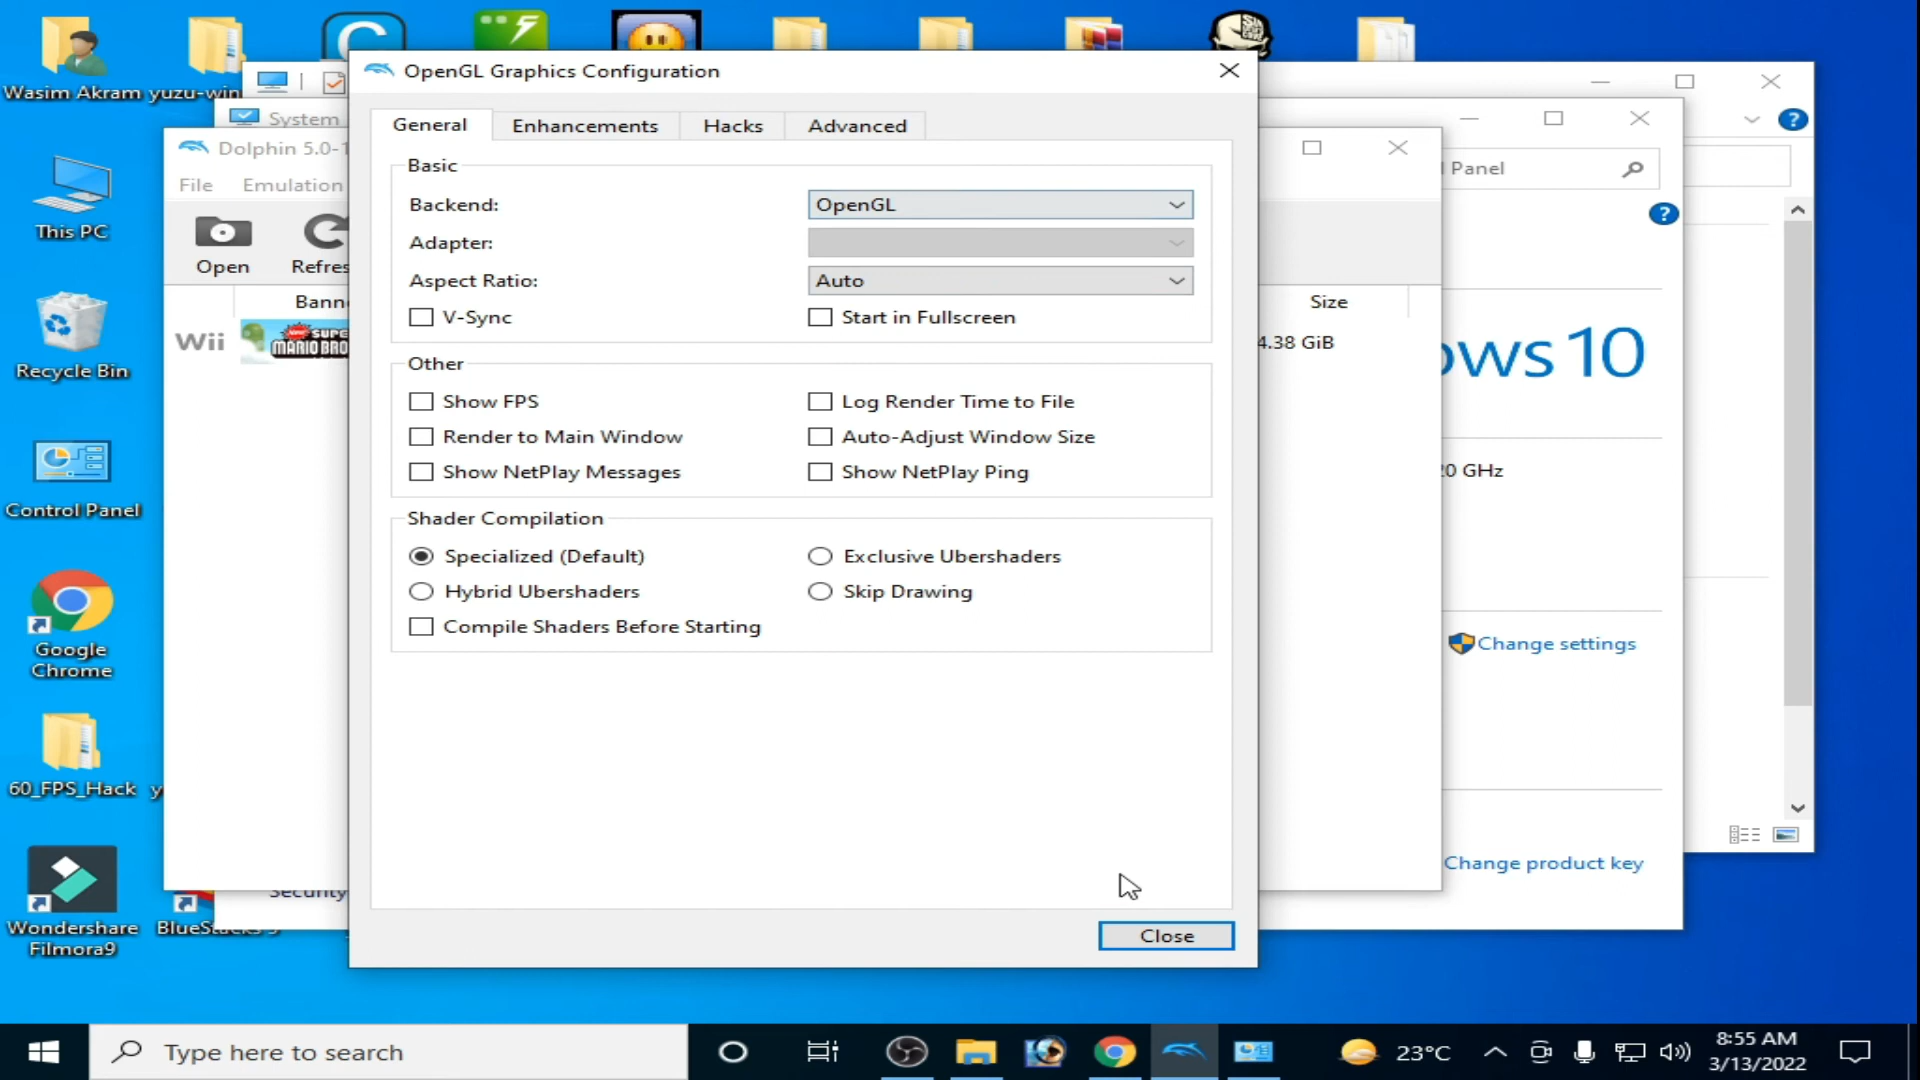 Wasim Akram
yuzu-win
This PC
Recycle Bin
Control Panel
Google
Chrome
60_FPS_Hack
y
Wondershare
Filmora9
System
Dolphin 5.0-1
File
Emulation
Open
Refres
Bann
Wii
SUPE
MARIO BRO
Security
OpenGL Graphics Configuration
General
Enhancements
Hacks
Advanced
Basic
Backend:
OpenGL
Adapter:
Aspect Ratio:
Auto
V-Sync
Start in Fullscreen
Other
Show FPS
Log Render Time to File
Render to Main Window
Auto-Adjust Window Size
Show NetPlay Messages
Show NetPlay Ping
Shader Compilation
Specialized (Default)
Exclusive Ubershaders
Hybrid Ubershaders
Skip Drawing
Compile Shaders Before Starting
Close
Size
4.38 GiB
Panel
ows 10
20 GHz
Change settings
Change product key
Type here to search
23°C
8:55 AM
3/13/2022